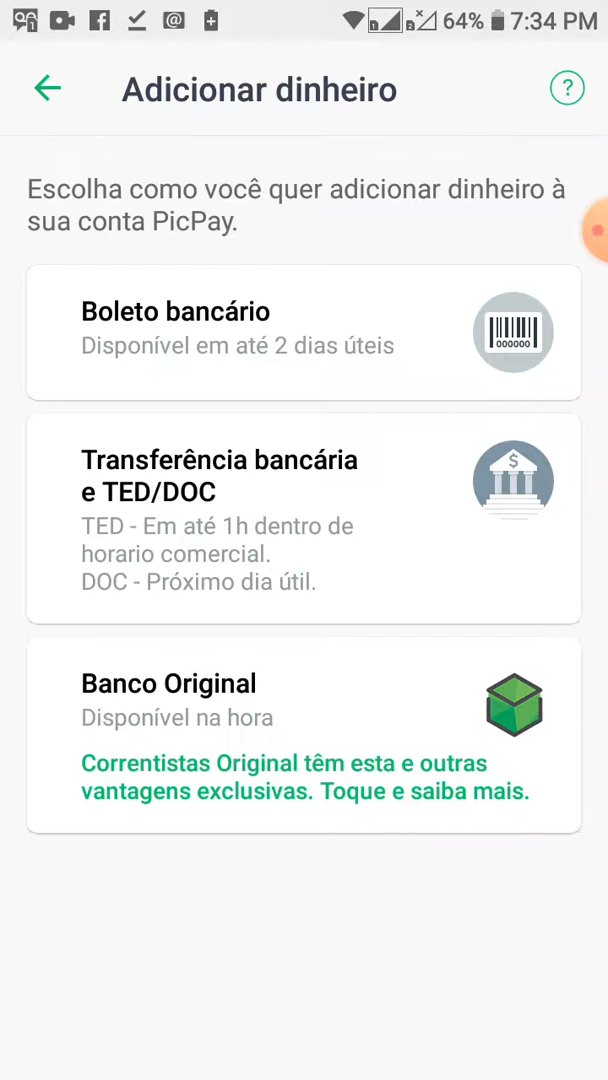 64% 7:34 PM
Adicionar dinheiro
?
Escolha como você quer adicionar dinheiro à
sua conta PicPay.
Boleto bancário
Disponível em até 2 dias úteis
000000
Transferência bancária
e TED/DOC
$
TED - Em até 1h dentro de
horario comercial.
DOC - Próximo dia útil.
Banco Original
Disponível na hora
Correntistas Original têm esta e outras
vantagens exclusivas. Toque e saiba mais.